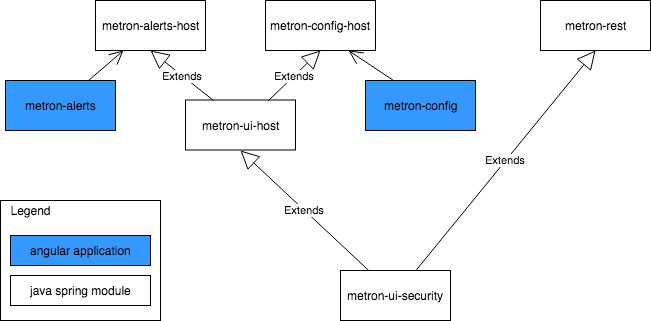 metron-alerts-host
metron-config-host
metron-rest
Extends
Extends
metron-alerts
metron-ui-host
metron-config
Extends
Extends
Legend
angular application
java spring module
metron-ui-security